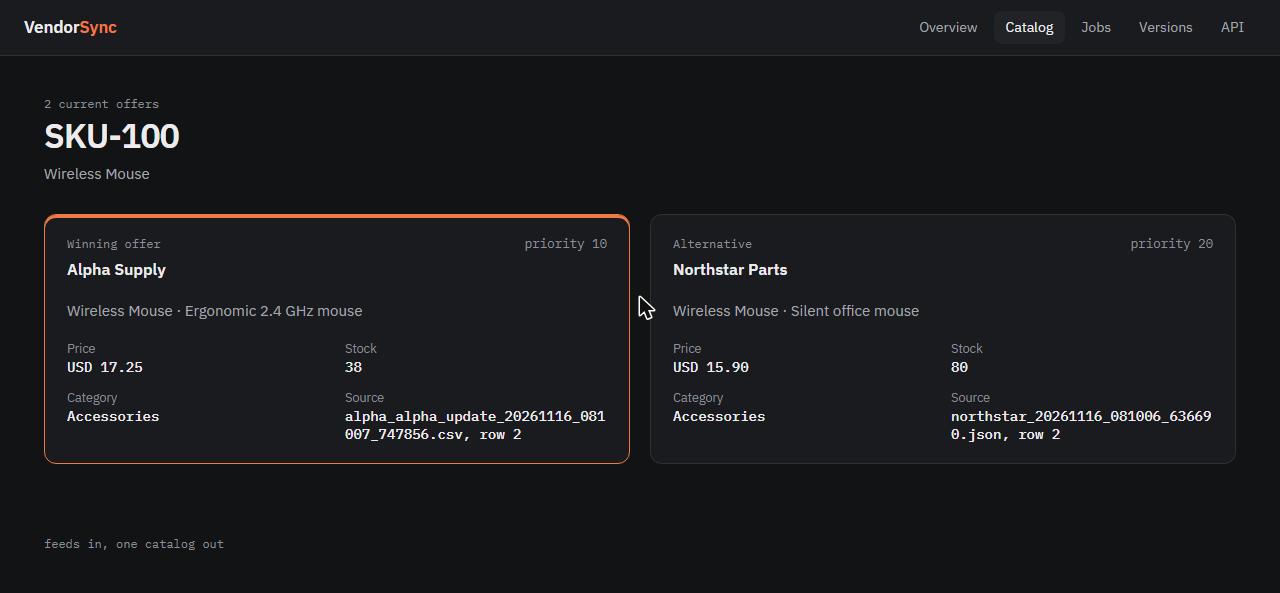 VendorSync
Overview
Catalog
Jobs
Versions
API
2 current offers
SKU-100
Wireless Mouse
Winning offer
priority 10
Alpha Supply
Wireless Mouse · Ergonomic 2.4 GHz mouse
Price
Stock
USD 17.25
38
Category
Source
Accessories
alpha_alpha_update_20261116_081
007_747856.csv, row 2
Alternative
priority 20
Northstar Parts
Wireless Mouse · Silent office mouse
Price
Stock
USD 15.90
80
Category
Source
Accessories
northstar_20261116_081006_63669
0.json, row 2
feeds in, one catalog out